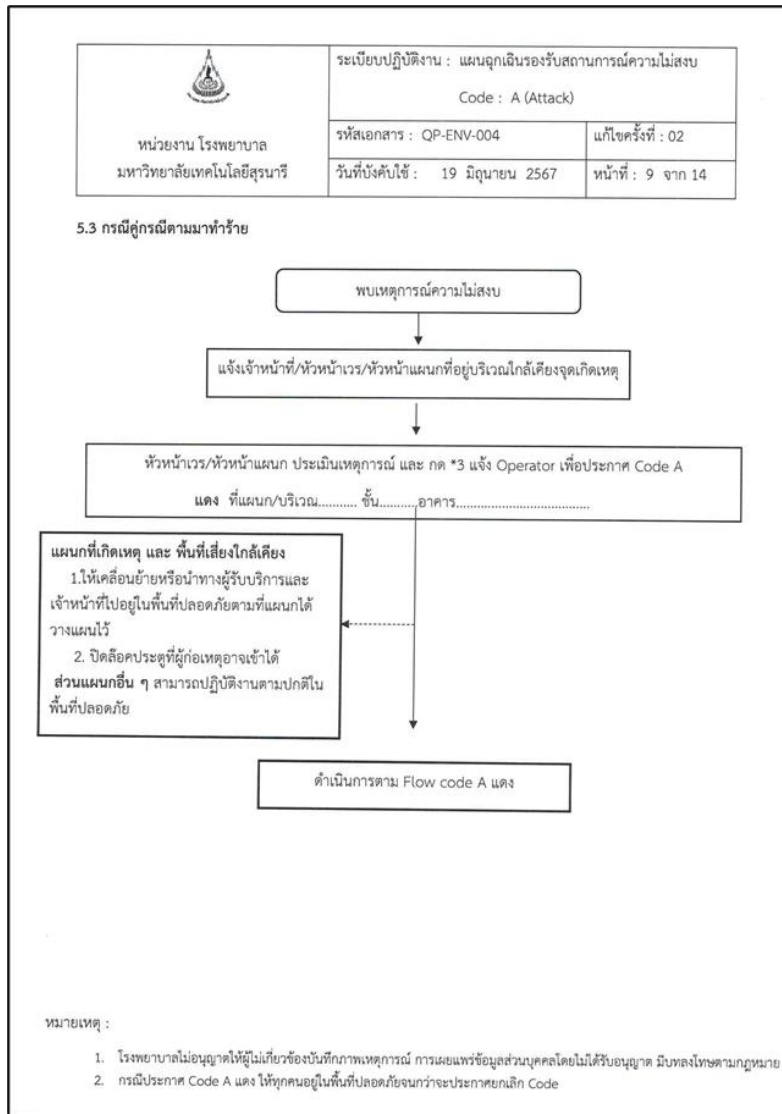 ระเบียบปฏิบัติงาน : แผนฉุกเฉินรองรับสถานการณ์ความไม่สงบ
Code : A (Attack)
หน่วยงาน โรงพยาบาล
มหาวิทยาลัยเทคโนโลยีสุรนารี
รหัสเอกสาร : QP-ENV-004
แก้ไขครั้งที่ : 02
วันที่บังคับใช้ : 19 มิถุนายน 2567
หน้าที่ : 9 จาก 14
5.3 กรณีคู่กรณีตามมาทำร้าย
พบเหตุการณ์ความไม่สงบ
แจ้งเจ้าหน้าที่/หัวหน้าเวร/หัวหน้าแผนกที่อยู่บริเวณใกล้เคียงจุดเกิดเหตุ
หัวหน้าเวร/หัวหน้าแผนก ประเมินเหตุการณ์ และ กด *3 แจ้ง Operator เพื่อประกาศ Code A
แดง ที่แผนก/บริเวณ........... ชั้น..........อาคาร....................................
แผนกที่เกิดเหตุ และ พื้นที่เสี่ยงใกล้เคียง
1.ให้เคลื่อนย้ายหรือนำทางผู้รับบริการและ
เจ้าหน้าที่ไปอยู่ในพื้นที่ปลอดภัยตามที่แผนกได้
วางแผนไว้
2. ปิดล็อคประตูที่ผู้ก่อเหตุอาจเข้าได้
ส่วนแผนกอื่น ๆ สามารถปฏิบัติงานตามปกติใน
พื้นที่ปลอดภัย
ดำเนินการตาม Flow code A แดง
หมายเหตุ :
1. โรงพยาบาลไม่อนุญาตให้ผู้ไม่เกี่ยวข้องบันทึกภาพเหตุการณ์ การเผยแพร่ข้อมูลส่วนบุคคลโดยไม่ได้รับอนุญาต มีบทลงโทษตามกฎหมาย
2. กรณีประกาศ Code A แดง ให้ทุกคนอยู่ในพื้นที่ปลอดภัยจนกว่าจะประกาศยกเลิก Code